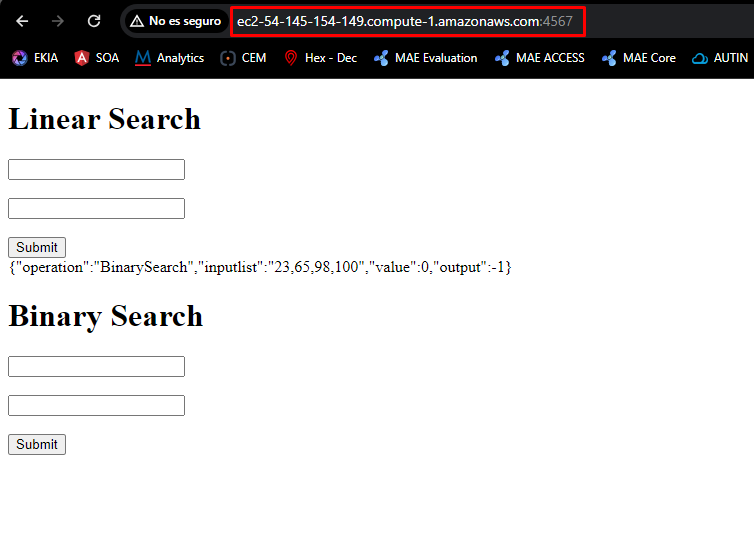 No es seguro ec2-54-145-154-149.compute-1.amazonaws.com:4567
EKIA SOA Analytics CEM Hex - Dec MAE Evaluation MAE ACCESS MAE Core AUTIN
Linear Search
Submit
{"operation":"BinarySearch","inputlist":"23,65,98,100","value":0,"output":-1}
Binary Search
Submit